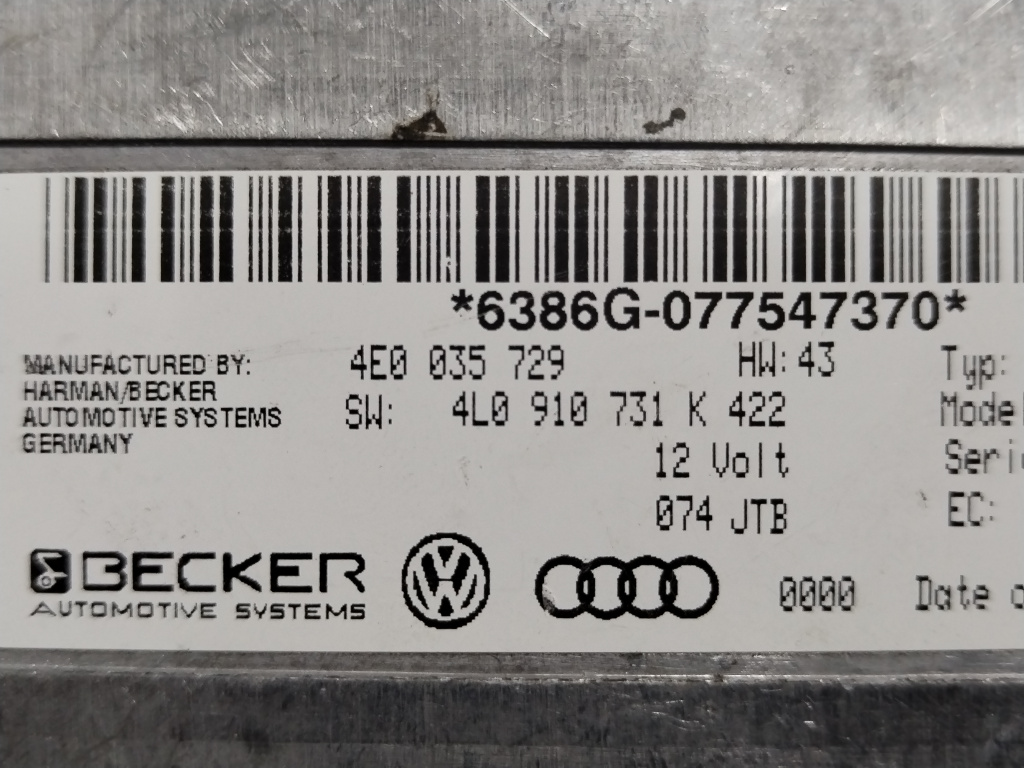 *6386G-077547370*
MANUFACTURED BY:
HARMAN/BECKER
AUTOMOTIVE SYSTEMS
GERMANY
4E0 035 729 HW: 43 Typ:
SW: 4L0 910 731 K 422
12 Volt
074 JTB EC:
BECKER
AUTOMOTIVE SYSTEMS
0000 Date